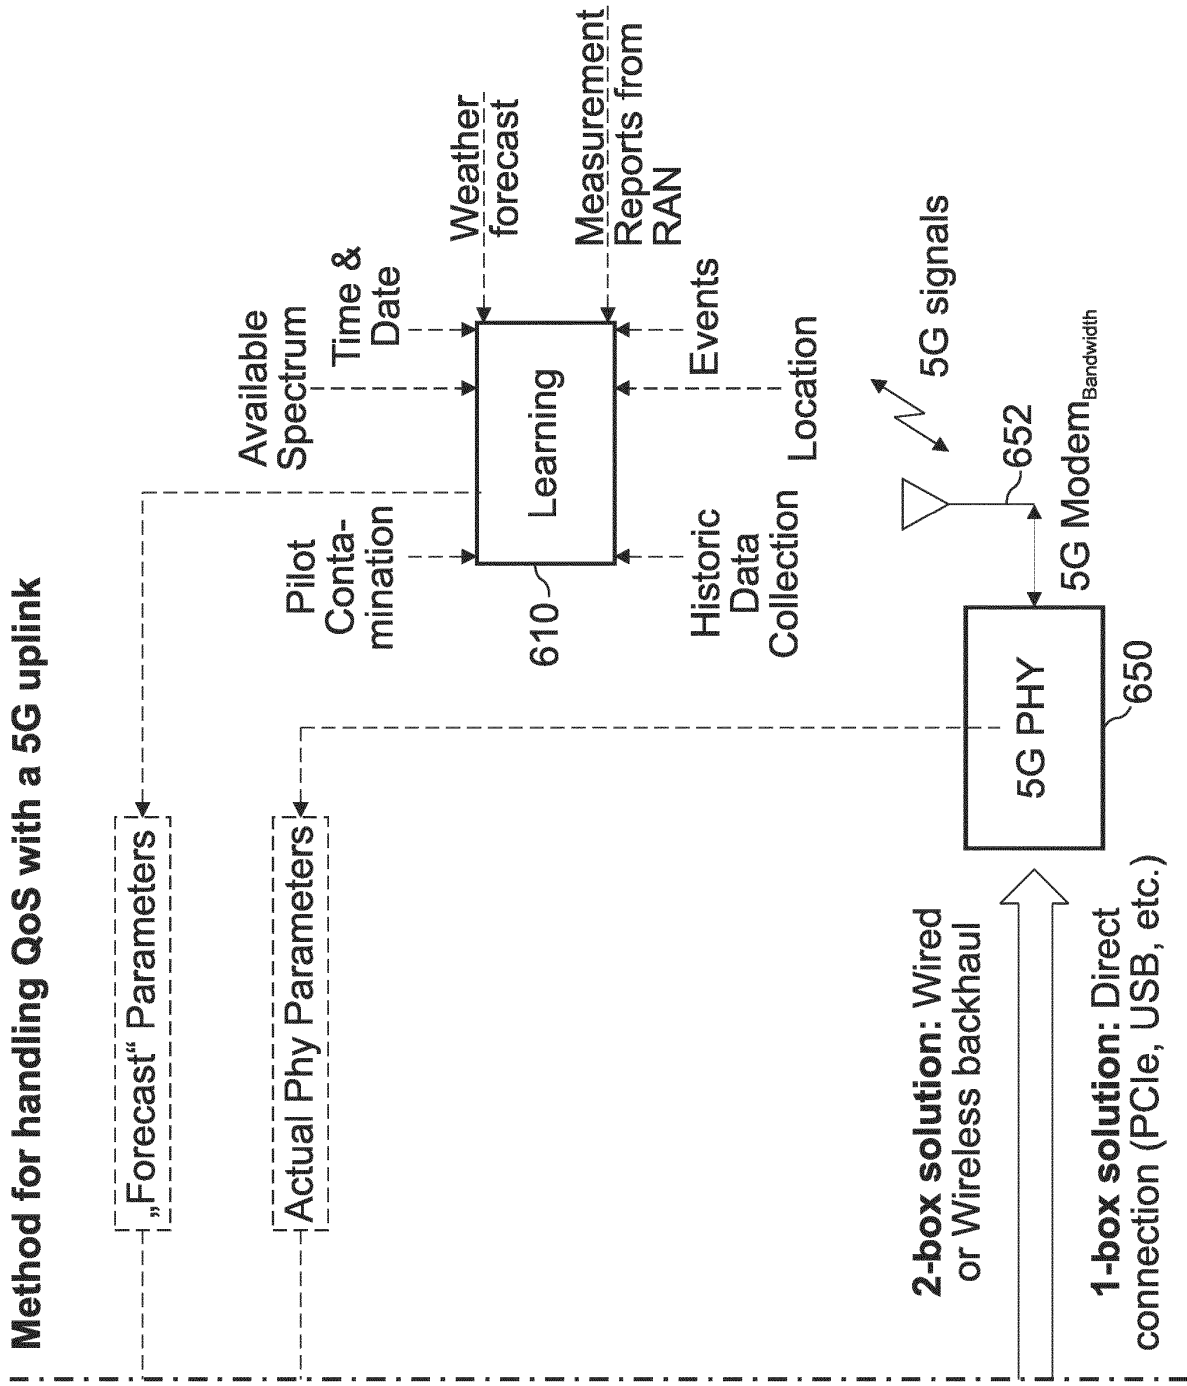 Method for handling QoS with a 5G uplink
„Forecast“ Parameters
Actual Phy Parameters
Pilot
Conta-
mination
Available
Spectrum
Time &
Date
Weather
forecast
Measurement
Reports from
RAN
Learning
610
Historic
Data
Collection
Events
Location
2-box solution: Wired
or Wireless backhaul
1-box solution: Direct
connection (PCIe, USB, etc.)
5G PHY
650
652
5G signals
5G ModemBandwidth